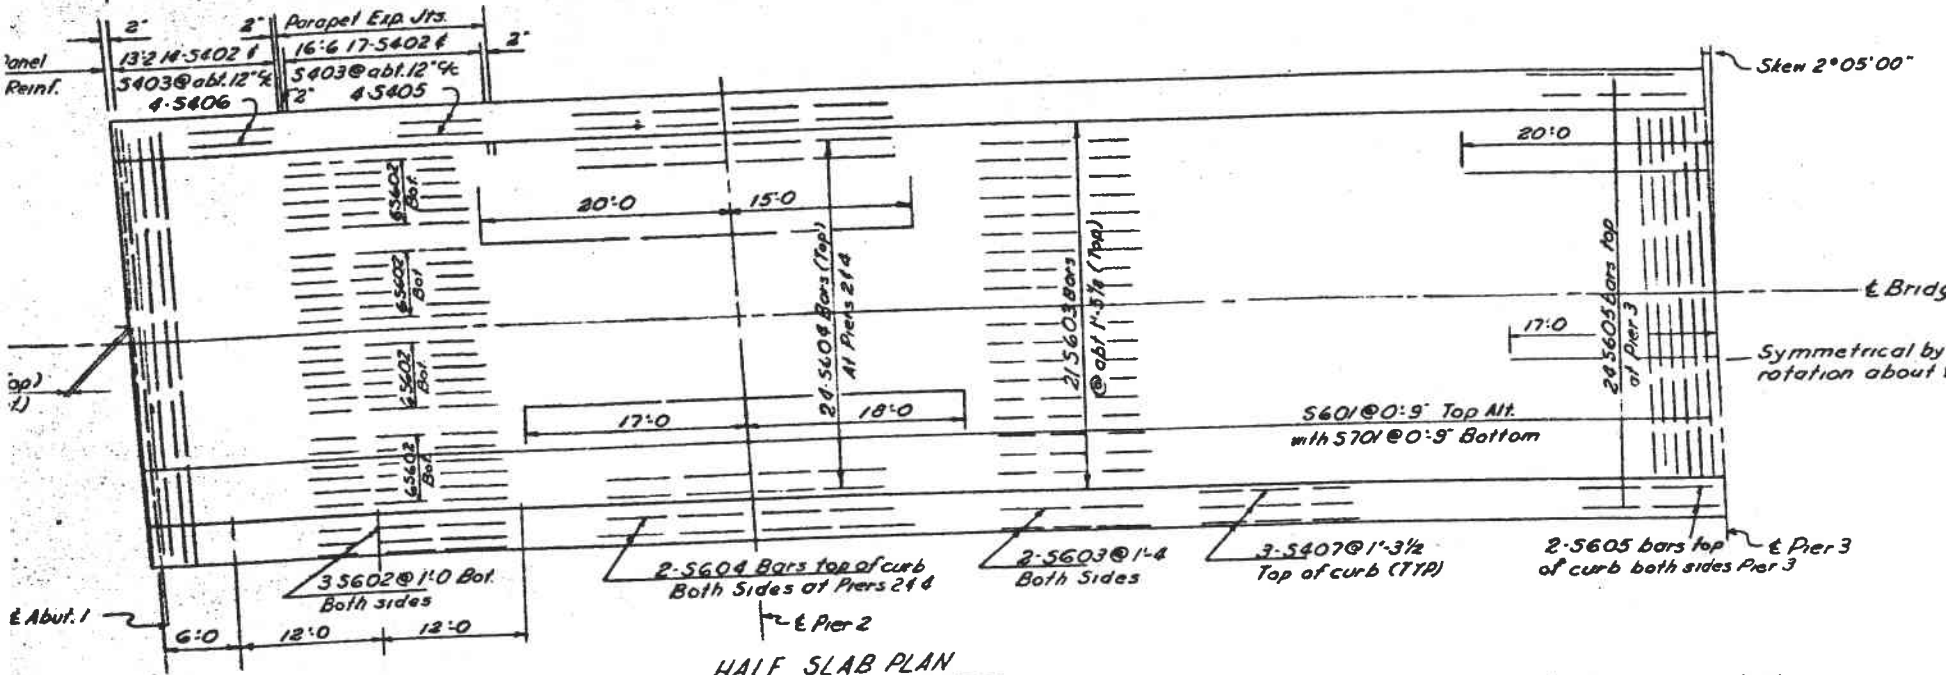 2"
2"
Parapet Exp. Jts.
2"
Panel
Reinf.
13'-2 14-S402 &
S403@abt.12" c/c
4-S406
16'-6 17-S402 &
S403@abt.12" c/c
2"
4-S405
Skew 2°05'00"
20'-0
6S602
Bot.
20'-0
15'-0
6S602
Bot
24-S604 Bars (Top)
At Piers 2&4
21 S603 Bars
@ abt 1'-5⅞ (Top)
24 S605 bars top
at Pier 3
₵ Bridg
17'-0
Symmetrical by
rotation about
op)
t.)
6S602
Bot.
17'-0
18'-0
S601@0'-9" Top Alt.
with S701@0'-9" Bottom
6S602
Bot.
3 S602@1'-0 Bot.
Both sides
2-S604 Bars top of curb
Both Sides at Piers 2&4
2-S603@1'-4
Both Sides
3-S407@1'-3½
Top of curb (TYP)
2-S605 bars top
of curb both sides Pier 3
₵ Pier 3
₵ Abut. 1
6'-0
12'-0
12'-0
₵ Pier 2
HALF SLAB PLAN